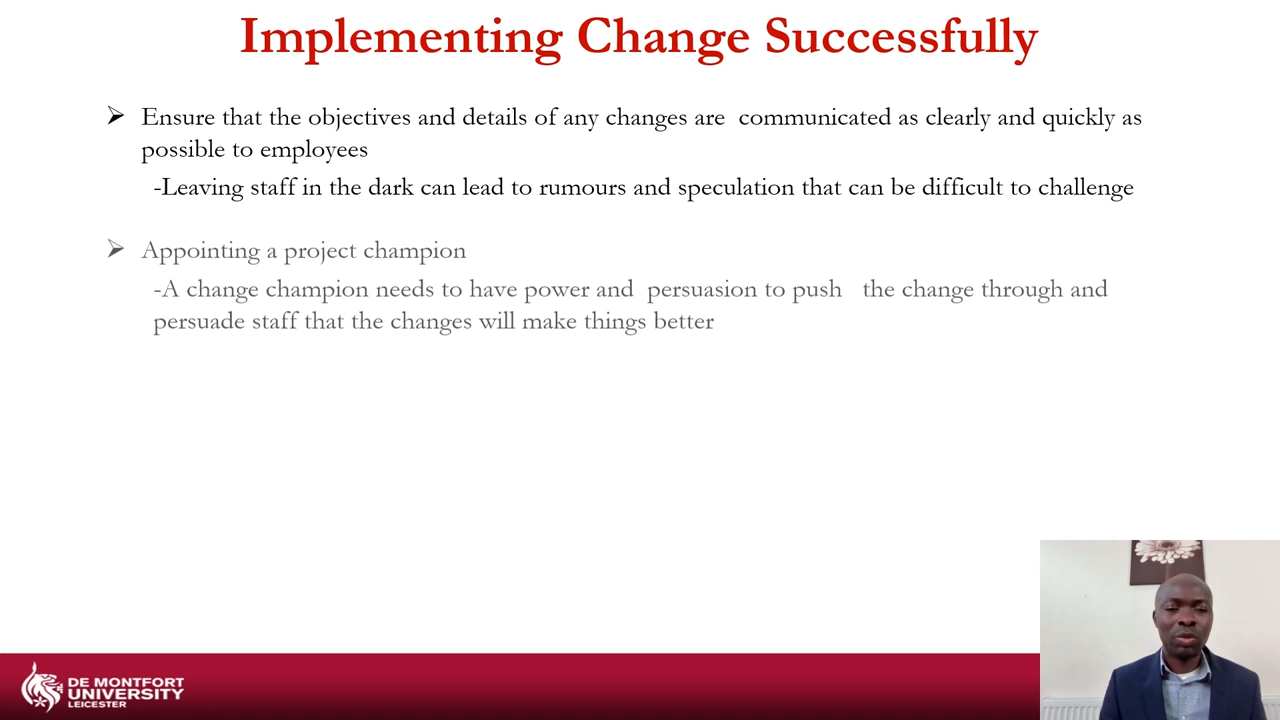 Implementing Change Successfully
➢ Ensure that the objectives and details of any changes are communicated as clearly and quickly as
possible to employees
-Leaving staff in the dark can lead to rumours and speculation that can be difficult to challenge
➢ Appointing a project champion
-A change champion needs to have power and persuasion to push the change through and
persuade staff that the changes will make things better
DE MONTFORT
UNIVERSITY
LEICESTER